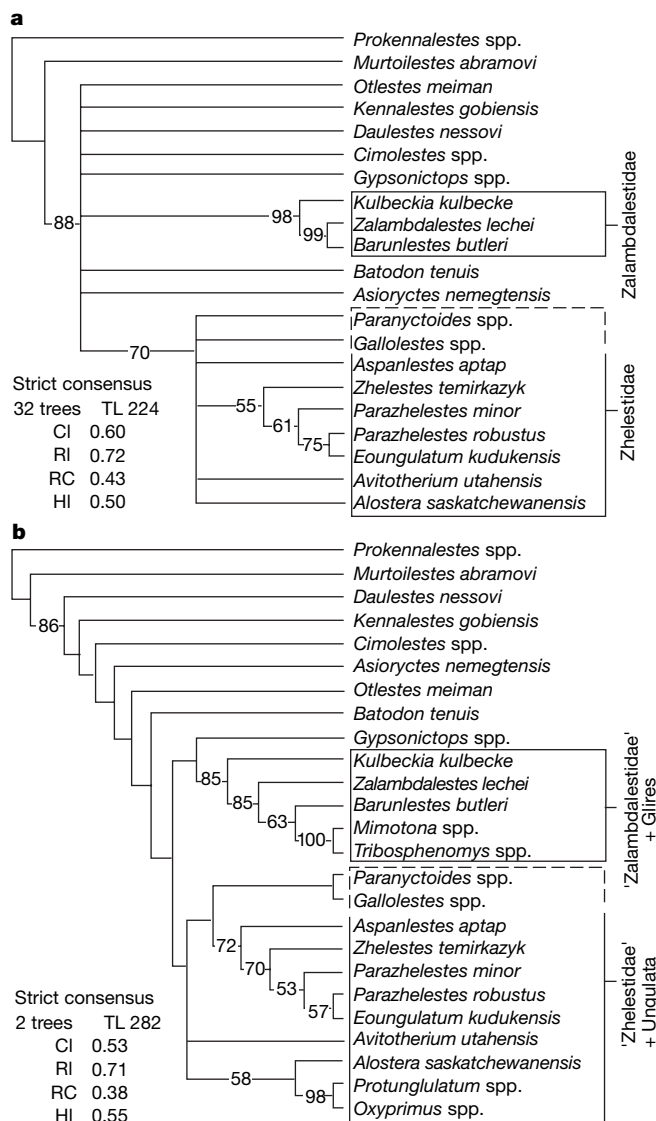 a
Prokennalestes spp.
Murtoilestes abramovi
Otlestes meiman
Kennalestes gobiensis
Daulestes nessovi
Cimolestes spp.
Gypsonictops spp.
Kulbeckia kulbecke
98
Zalambdalestes lechei
88
99
Barunlestes butleri
Zalambdalestidae
Batodon tenuis
Asioryctes nemegtensis
Paranyctoides spp.
Gallolestes spp.
70
Aspanlestes aptap
Zhelestes temirkazyk
55
Parazhelestes minor
61
Parazhelestes robustus
75
Eoungulatum kudukensis
Avitotherium utahensis
Alostera saskatchewanensis
Zhelestidae
Strict consensus
32 trees TL 224
CI 0.60
RI 0.72
RC 0.43
HI 0.50
b
Prokennalestes spp.
Murtoilestes abramovi
Daulestes nessovi
86
Kennalestes gobiensis
Cimolestes spp.
Asioryctes nemegtensis
Otlestes meiman
Batodon tenuis
Gypsonictops spp.
Kulbeckia kulbecke
85
Zalambdalestes lechei
85
Barunlestes butleri
63
Mimotona spp.
100
Tribosphenomys spp.
'Zalambdalestidae'
+ Glires
Paranyctoides spp.
Gallolestes spp.
Aspanlestes aptap
72
Zhelestes temirkazyk
70
Parazhelestes minor
53
Parazhelestes robustus
57
Eoungulatum kudukensis
Avitotherium utahensis
Alostera saskatchewanensis
58
Protunglulatum spp.
98
Oxyprimus spp.
'Zhelestidae'
+ Ungulata
Strict consensus
2 trees TL 282
CI 0.53
RI 0.71
RC 0.38
HI 0.55